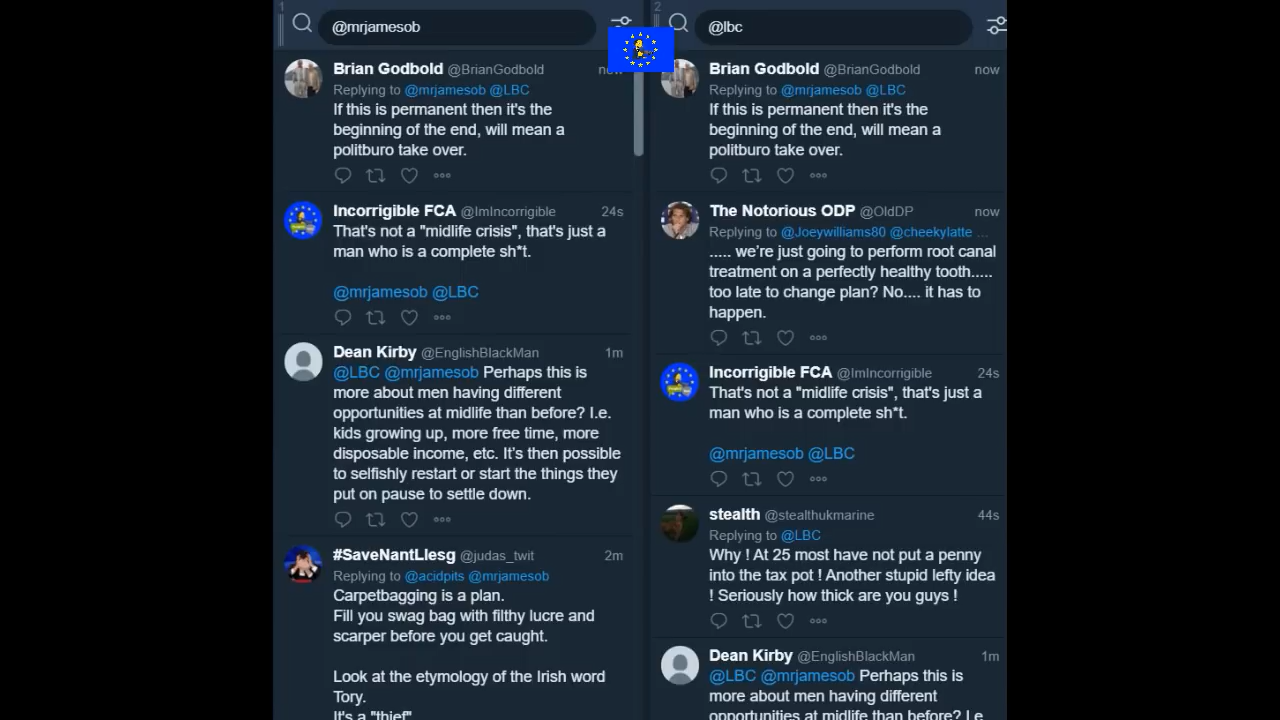 1
@mrjamesob
Brian Godbold @BrianGodbold
Replying to @mrjamesob @LBC
If this is permanent then it's the
beginning of the end, will mean a
politburo take over.
Incorrigible FCA @ImIncorrigible 24s
That's not a "midlife crisis", that's just a
man who is a complete sh*t.
@mrjamesob @LBC
Dean Kirby @EnglishBlackMan 1m
@LBC @mrjamesob Perhaps this is
more about men having different
opportunities at midlife than before? I.e.
kids growing up, more free time, more
disposable income, etc. It's then possible
to selfishly restart or start the things they
put on pause to settle down.
#SaveNantLlesg @judas_twit 2m
Replying to @acidpits @mrjamesob
Carpetbagging is a plan.
Fill you swag bag with filthy lucre and
scarper before you get caught.
Look at the etymology of the Irish word
Tory.
It's a "thief"
2
@lbc
Brian Godbold @BrianGodbold now
Replying to @mrjamesob @LBC
If this is permanent then it's the
beginning of the end, will mean a
politburo take over.
The Notorious ODP @OldDP now
Replying to @Joeywilliams80 @cheekylatte ...
..... we're just going to perform root canal
treatment on a perfectly healthy tooth.....
too late to change plan? No.... it has to
happen.
Incorrigible FCA @ImIncorrigible 24s
That's not a "midlife crisis", that's just a
man who is a complete sh*t.
@mrjamesob @LBC
stealth @stealthukmarine 44s
Replying to @LBC
Why ! At 25 most have not put a penny
into the tax pot ! Another stupid lefty idea
! Seriously how thick are you guys !
Dean Kirby @EnglishBlackMan 1m
@LBC @mrjamesob Perhaps this is
more about men having different
opportunities at midlife than before? I.e.